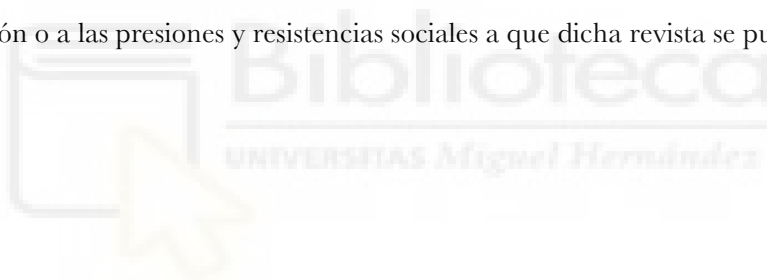 ón o a las presiones y resistencias sociales a que dicha revista se pu
Biblioteca
UNIVERSITAS Miguel Hernández